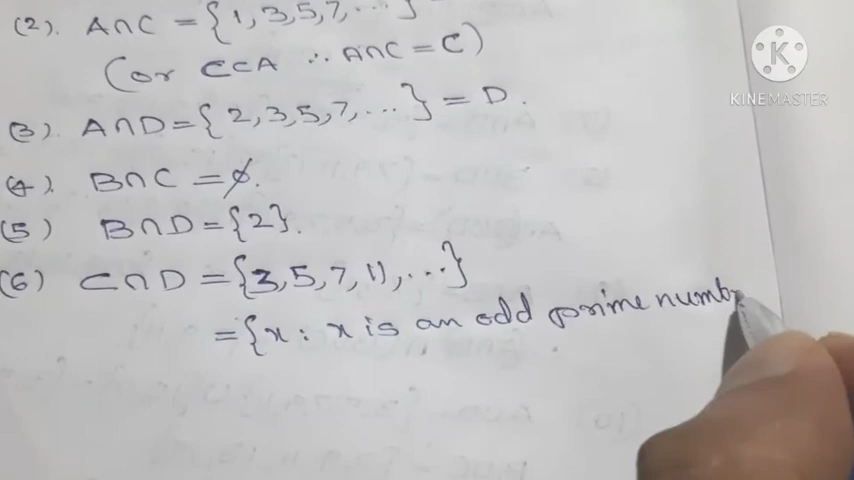 (2). A∩C = {1,3,5,7,...}
(or C⊂A ∴ A∩C = C)
(3). A∩D = {2,3,5,7,...} = D.
(4). B∩C = ∅.
(5) B∩D = {2}.
(6) C∩D = {3,5,7,11,...}
= {x : x is an odd prime numb
K
KINEMASTER